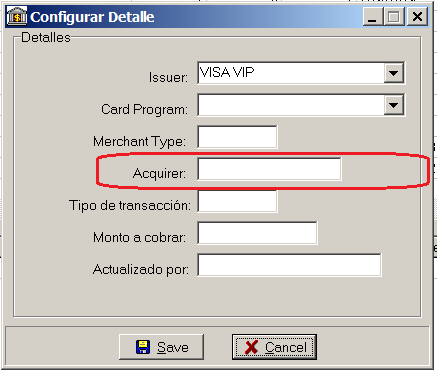 Configurar Detalle
Detalles
Issuer: VISA VIP
Card Program:
Merchant Type:
Acquirer:
Tipo de transacción:
Monto a cobrar:
Actualizado por:
Save Cancel